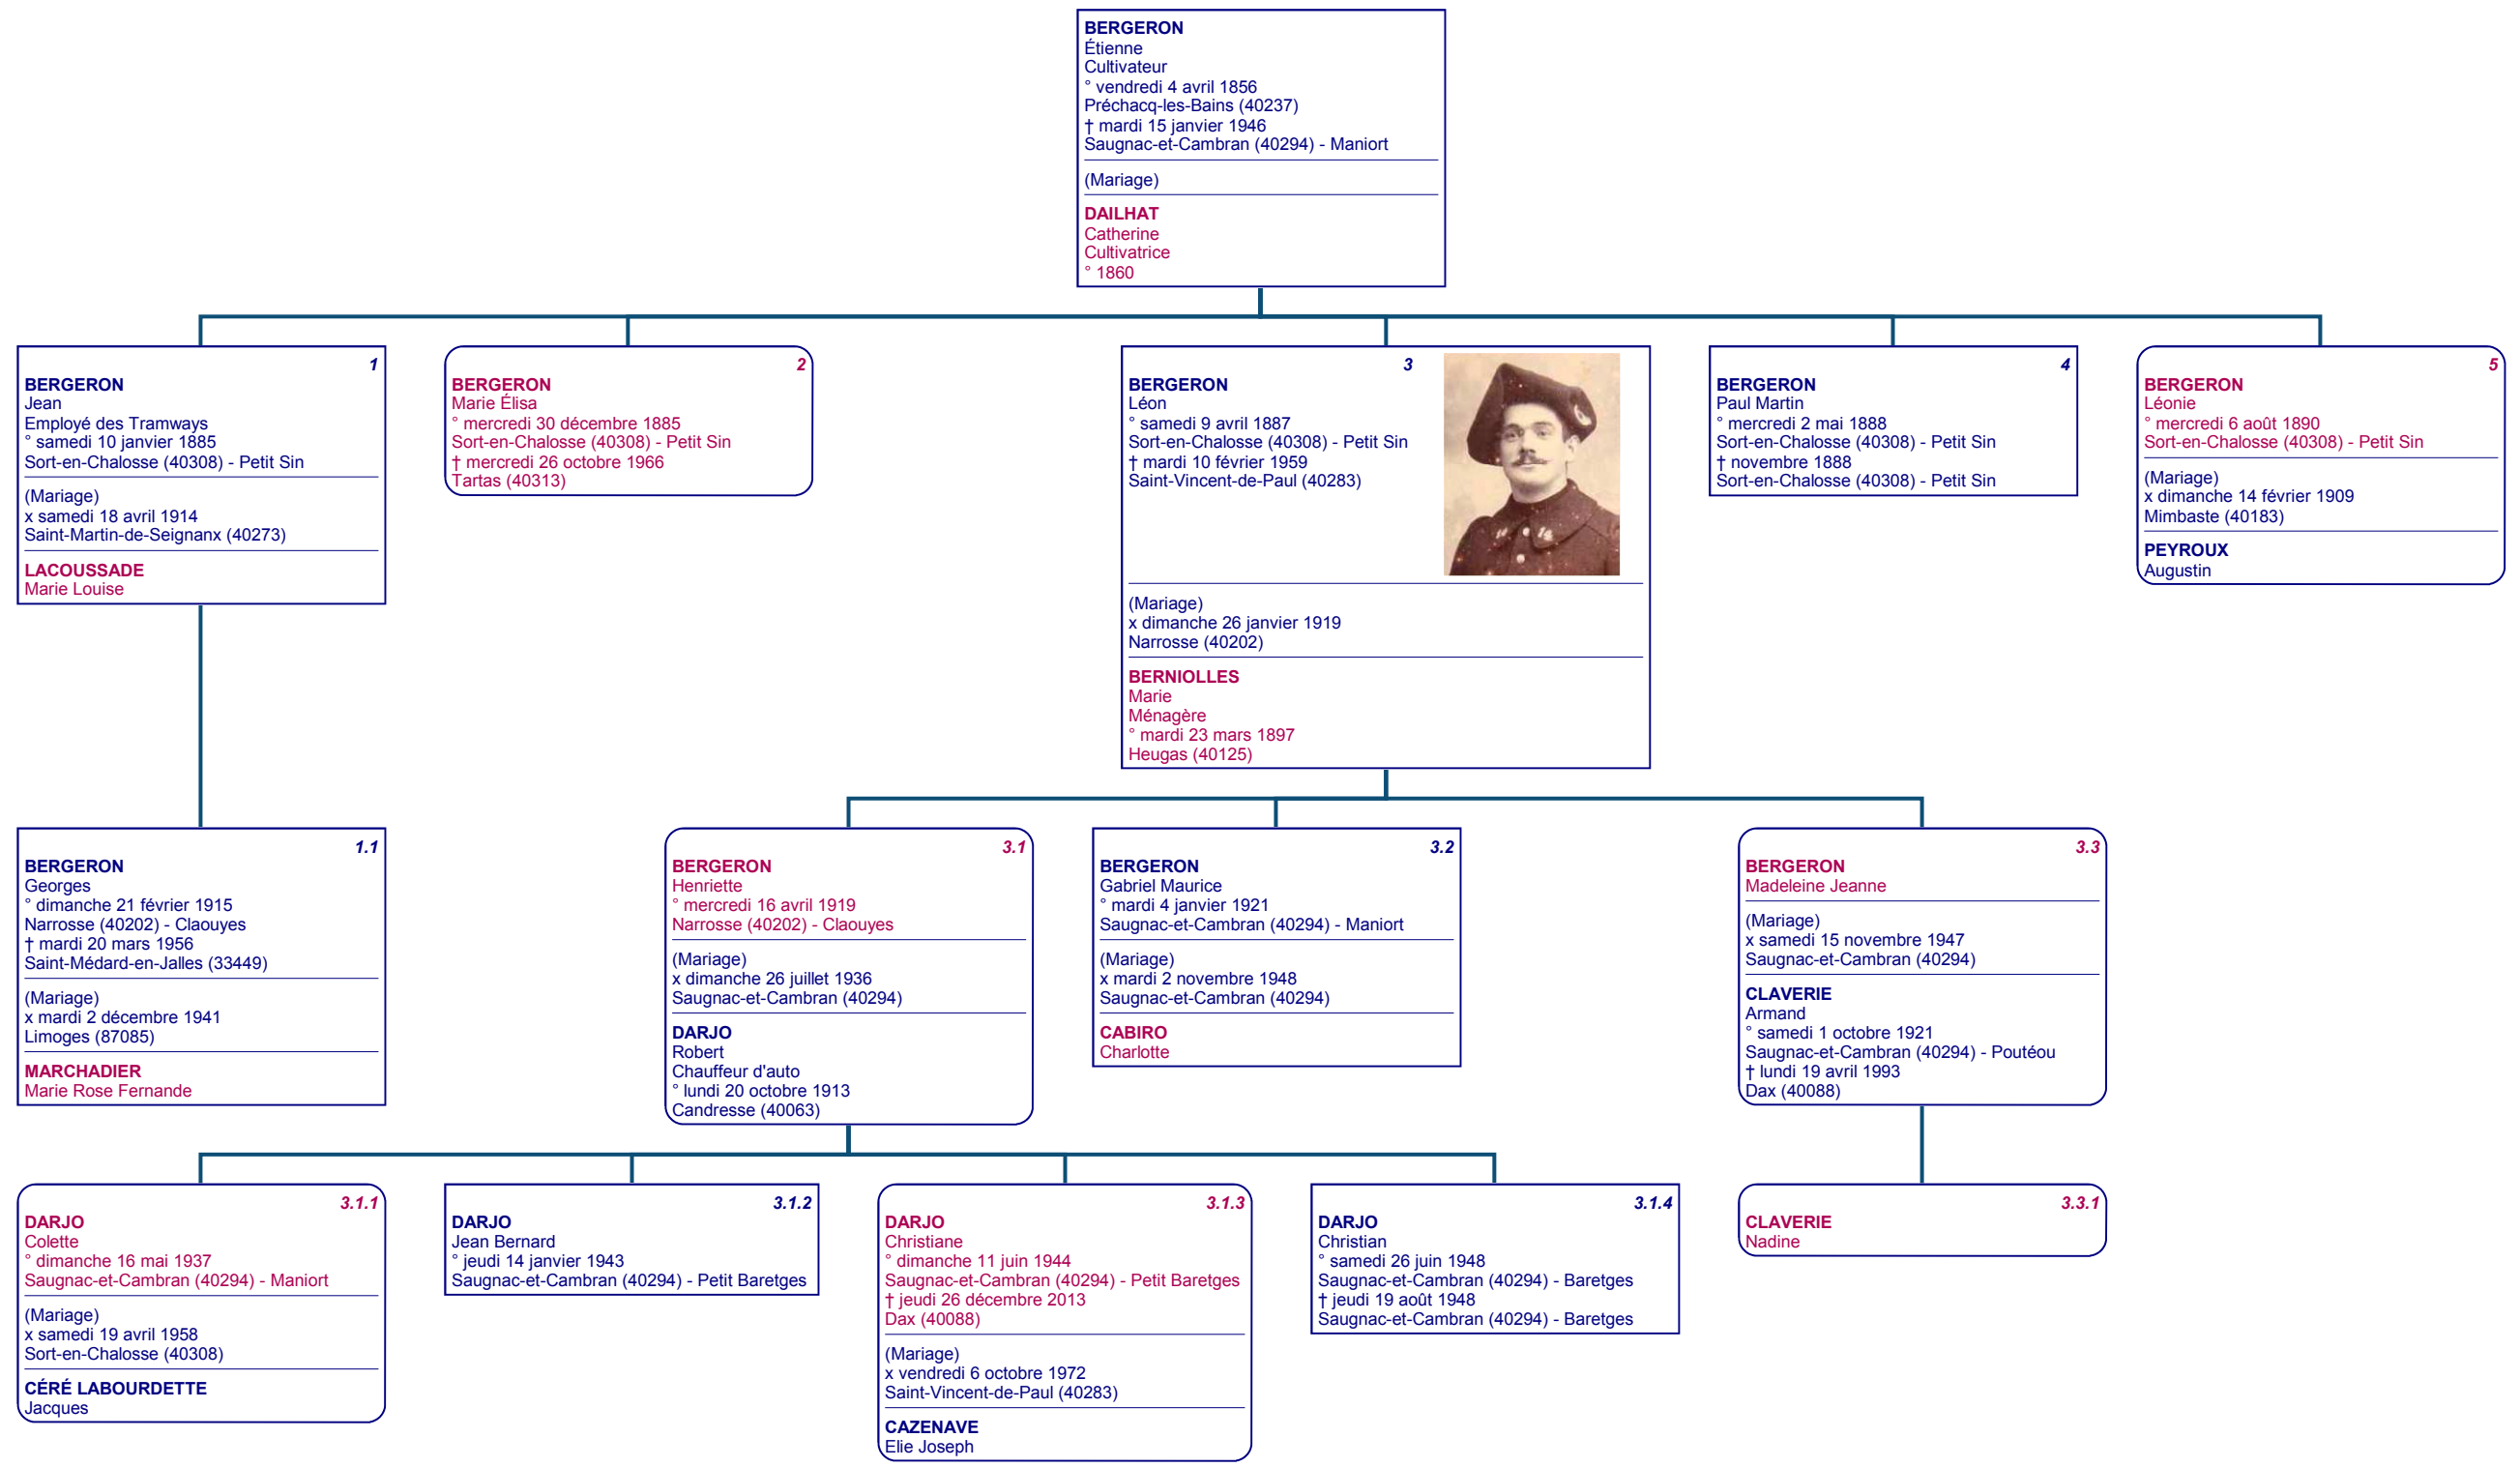 BERGERON
Étienne
Cultivateur
° vendredi 4 avril 1856
Préchacq-les-Bains (40237)
† mardi 15 janvier 1946
Saugnac-et-Cambran (40294) - Maniort
(Mariage)
DAILHAT
Catherine
Cultivatrice
° 1860
1
BERGERON
Jean
Employé des Tramways
° samedi 10 janvier 1885
Sort-en-Chalosse (40308) - Petit Sin
(Mariage)
x samedi 18 avril 1914
Saint-Martin-de-Seignanx (40273)
LACOUSSADE
Marie Louise
2
BERGERON
Marie Élisa
° mercredi 30 décembre 1885
Sort-en-Chalosse (40308) - Petit Sin
† mercredi 26 octobre 1966
Tartas (40313)
3
BERGERON
Léon
° samedi 9 avril 1887
Sort-en-Chalosse (40308) - Petit Sin
† mardi 10 février 1959
Saint-Vincent-de-Paul (40283)
(Mariage)
x dimanche 26 janvier 1919
Narrosse (40202)
BERNIOLLES
Marie
Ménagère
° mardi 23 mars 1897
Heugas (40125)
4
BERGERON
Paul Martin
° mercredi 2 mai 1888
Sort-en-Chalosse (40308) - Petit Sin
† novembre 1888
Sort-en-Chalosse (40308) - Petit Sin
5
BERGERON
Léonie
° mercredi 6 août 1890
Sort-en-Chalosse (40308) - Petit Sin
(Mariage)
x dimanche 14 février 1909
Mimbaste (40183)
PEYROUX
Augustin
1.1
BERGERON
Georges
° dimanche 21 février 1915
Narrosse (40202) - Claouyes
† mardi 20 mars 1956
Saint-Médard-en-Jalles (33449)
(Mariage)
x mardi 2 décembre 1941
Limoges (87085)
MARCHADIER
Marie Rose Fernande
3.1
BERGERON
Henriette
° mercredi 16 avril 1919
Narrosse (40202) - Claouyes
(Mariage)
x dimanche 26 juillet 1936
Saugnac-et-Cambran (40294)
DARJO
Robert
Chauffeur d'auto
° lundi 20 octobre 1913
Candresse (40063)
3.2
BERGERON
Gabriel Maurice
° mardi 4 janvier 1921
Saugnac-et-Cambran (40294) - Maniort
(Mariage)
x mardi 2 novembre 1948
Saugnac-et-Cambran (40294)
CABIRO
Charlotte
3.3
BERGERON
Madeleine Jeanne
(Mariage)
x samedi 15 novembre 1947
Saugnac-et-Cambran (40294)
CLAVERIE
Armand
° samedi 1 octobre 1921
Saugnac-et-Cambran (40294) - Poutéou
† lundi 19 avril 1993
Dax (40088)
3.1.1
DARJO
Colette
° dimanche 16 mai 1937
Saugnac-et-Cambran (40294) - Maniort
(Mariage)
x samedi 19 avril 1958
Sort-en-Chalosse (40308)
CÉRÉ LABOURDETTE
Jacques
3.1.2
DARJO
Jean Bernard
° jeudi 14 janvier 1943
Saugnac-et-Cambran (40294) - Petit Baretges
3.1.3
DARJO
Christiane
° dimanche 11 juin 1944
Saugnac-et-Cambran (40294) - Petit Baretges
† jeudi 26 décembre 2013
Dax (40088)
(Mariage)
x vendredi 6 octobre 1972
Saint-Vincent-de-Paul (40283)
CAZENAVE
Elie Joseph
3.1.4
DARJO
Christian
° samedi 26 juin 1948
Saugnac-et-Cambran (40294) - Baretges
† jeudi 19 août 1948
Saugnac-et-Cambran (40294) - Baretges
3.3.1
CLAVERIE
Nadine